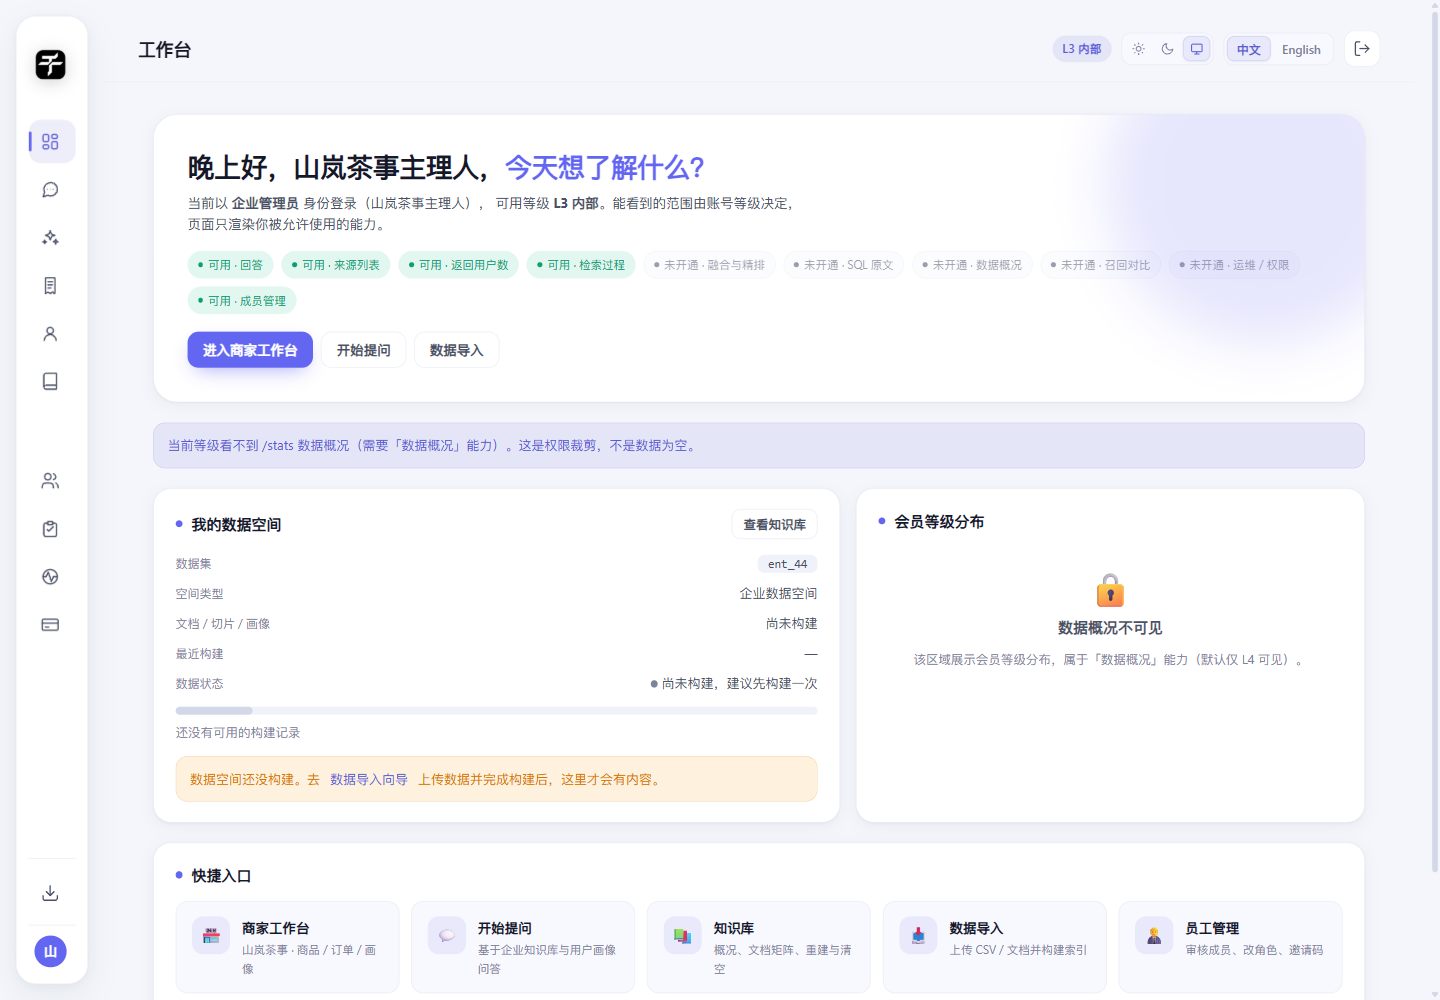 工作台
L3 内部
中文
English
晚上好，山岚茶事主理人，今天想了解什么?
当前以 企业管理员 身份登录（山岚茶事主理人）， 可用等级 L3 内部。能看到的范围由账号等级决定，
页面只渲染你被允许使用的能力。
可用 · 回答
可用 · 来源列表
可用 · 返回用户数
可用 · 检索过程
未开通 · 融合与精排
未开通 · SQL 原文
未开通 · 数据概况
未开通 · 召回对比
未开通 · 运维 / 权限
可用 · 成员管理
进入商家工作台
开始提问
数据导入
当前等级看不到 /stats 数据概况（需要「数据概况」能力）。这是权限裁剪，不是数据为空。
我的数据空间
查看知识库
数据集
ent_44
空间类型
企业数据空间
文档 / 切片 / 画像
尚未构建
最近构建
—
数据状态
尚未构建，建议先构建一次
还没有可用的构建记录
数据空间还没构建。去 数据导入向导 上传数据并完成构建后，这里才会有内容。
会员等级分布
数据概况不可见
该区域展示会员等级分布，属于「数据概况」能力（默认仅 L4 可见）。
快捷入口
商家工作台
山岚茶事 · 商品 / 订单 / 画
像
开始提问
基于企业知识库与用户画像
问答
知识库
概况、文档矩阵、重建与清
空
数据导入
上传 CSV / 文档并构建索引
员工管理
审核成员、改角色、邀请码
山